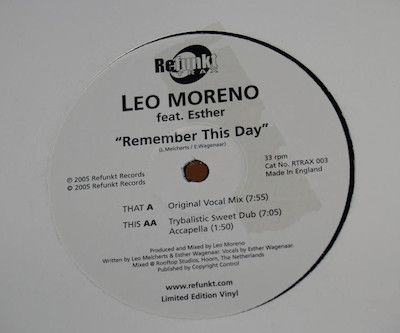 Refunkt
TRAX
LEO MORENO
feat. Esther
"Remember This Day"
(L.Melcherts / E.Wagenaar)
℗ 2005 Refunkt Records
© 2005 Refunkt Records
33 rpm
Cat No. RTRAX 003
Made In England
THAT A Original Vocal Mix (7:55)
THIS AA Trybalistic Sweet Dub (7:05)
Accapella (1:50)
Produced and Mixed by Leo Moreno
Written by Leo Melcherts & Esther Wagenaar. Vocals by Esther Wagenaar.
Mixed @ Rooftop Studios, Hoorn, The Netherlands
Published by Copyright Control
www.refunkt.com
Limited Edition Vinyl